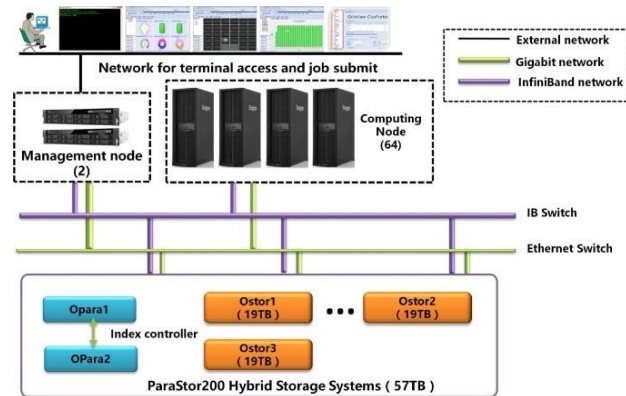 External network
Gigabit network
InfiniBand network
Network for terminal access and job submit
Management node
(2)
Computing
Node
(64)
IB Switch
Ethernet Switch
Opara1
Index controller
OPara2
Ostor1
( 19TB )
•••
Ostor2
( 19TB )
Ostor3
( 19TB )
ParaStor200 Hybrid Storage Systems ( 57TB )